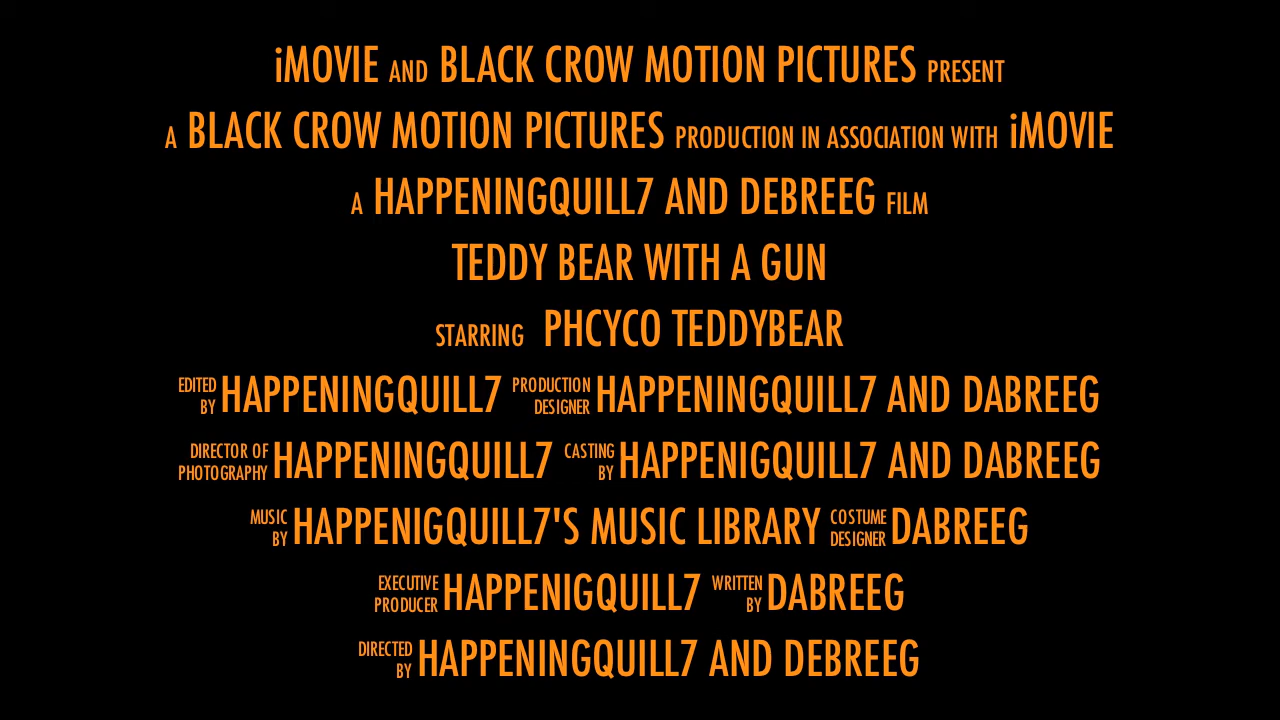 iMOVIE AND BLACK CROW MOTION PICTURES PRESENT
A BLACK CROW MOTION PICTURES PRODUCTION IN ASSOCIATION WITH iMOVIE
A HAPPENINGQUILL7 AND DEBREEG FILM
TEDDY BEAR WITH A GUN
STARRING PHCYCO TEDDYBEAR
EDITED BY HAPPENINGQUILL7 PRODUCTION DESIGNER HAPPENINGQUILL7 AND DABREEG
DIRECTOR OF PHOTOGRAPHY HAPPENINGQUILL7 CASTING BY HAPPENIGQUILL7 AND DABREEG
MUSIC BY HAPPENIGQUILL7'S MUSIC LIBRARY COSTUME DESIGNER DABREEG
EXECUTIVE PRODUCER HAPPENIGQUILL7 WRITTEN BY DABREEG
DIRECTED BY HAPPENINGQUILL7 AND DEBREEG